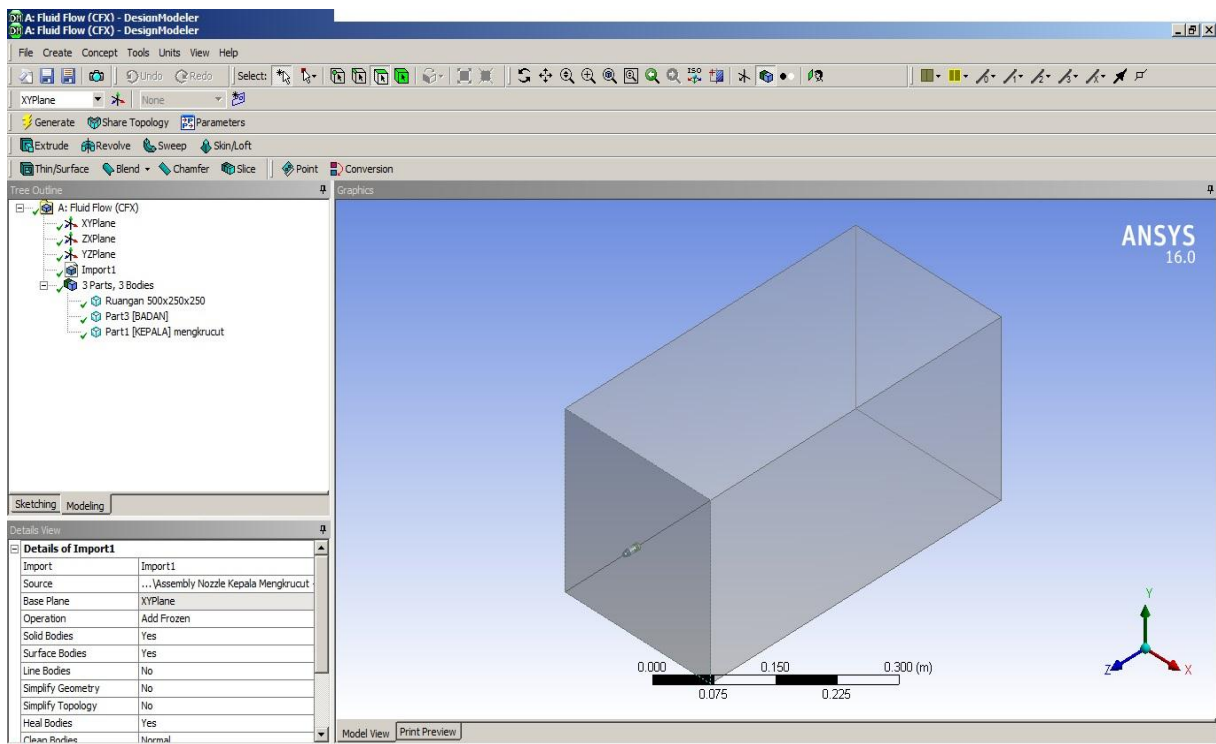 A: Fluid Flow (CFX) - DesignModeler
A: Fluid Flow (CFX) - DesignModeler
File Create Concept Tools Units View Help
Undo Redo Select: ISO
XYPlane None
Generate Share Topology Parameters
Extrude Revolve Sweep Skin/Loft
Thin/Surface Blend Chamfer Slice Point Conversion
Tree Outline
A: Fluid Flow (CFX)
XYPlane
ZXPlane
YZPlane
Import1
3 Parts, 3 Bodies
Ruangan 500x250x250
Part3 [BADAN]
Part1 [KEPALA] mengkrucut
Sketching Modeling
Details View
Details of Import1
Import Import1
Source ...\Assembly Nozzle Kepala Mengkrucut
Base Plane XYPlane
Operation Add Frozen
Solid Bodies Yes
Surface Bodies Yes
Line Bodies No
Simplify Geometry No
Simplify Topology No
Heal Bodies Yes
Clean Bodies Normal
Graphics
ANSYS
16.0
0.000 0.150 0.300 (m)
0.075 0.225
Y
Z X
Model View Print Preview